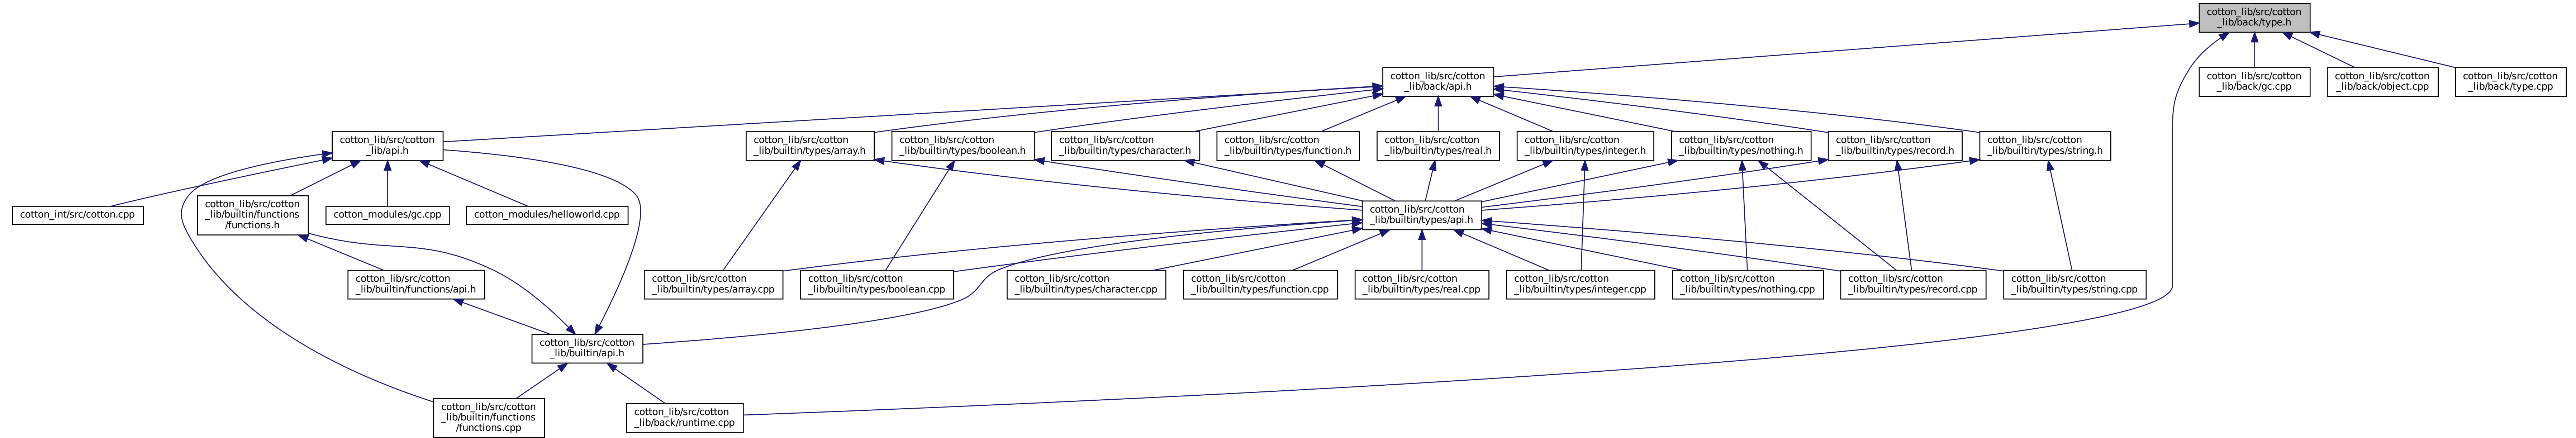 cotton_lib/src/cotton
_lib/back/type.h
cotton_lib/src/cotton
_lib/back/api.h
cotton_lib/src/cotton
_lib/back/gc.cpp
cotton_lib/src/cotton
_lib/back/object.cpp
cotton_lib/src/cotton
_lib/back/type.cpp
cotton_lib/src/cotton
_lib/api.h
cotton_lib/src/cotton
_lib/builtin/types/array.h
cotton_lib/src/cotton
_lib/builtin/types/boolean.h
cotton_lib/src/cotton
_lib/builtin/types/character.h
cotton_lib/src/cotton
_lib/builtin/types/function.h
cotton_lib/src/cotton
_lib/builtin/types/real.h
cotton_lib/src/cotton
_lib/builtin/types/integer.h
cotton_lib/src/cotton
_lib/builtin/types/nothing.h
cotton_lib/src/cotton
_lib/builtin/types/record.h
cotton_lib/src/cotton
_lib/builtin/types/string.h
cotton_int/src/cotton.cpp
cotton_lib/src/cotton
_lib/builtin/functions
/functions.h
cotton_modules/gc.cpp
cotton_modules/helloworld.cpp
cotton_lib/src/cotton
_lib/builtin/types/api.h
cotton_lib/src/cotton
_lib/builtin/functions/api.h
cotton_lib/src/cotton
_lib/builtin/types/array.cpp
cotton_lib/src/cotton
_lib/builtin/types/boolean.cpp
cotton_lib/src/cotton
_lib/builtin/types/character.cpp
cotton_lib/src/cotton
_lib/builtin/types/function.cpp
cotton_lib/src/cotton
_lib/builtin/types/real.cpp
cotton_lib/src/cotton
_lib/builtin/types/integer.cpp
cotton_lib/src/cotton
_lib/builtin/types/nothing.cpp
cotton_lib/src/cotton
_lib/builtin/types/record.cpp
cotton_lib/src/cotton
_lib/builtin/types/string.cpp
cotton_lib/src/cotton
_lib/builtin/api.h
cotton_lib/src/cotton
_lib/builtin/functions
/functions.cpp
cotton_lib/src/cotton
_lib/back/runtime.cpp